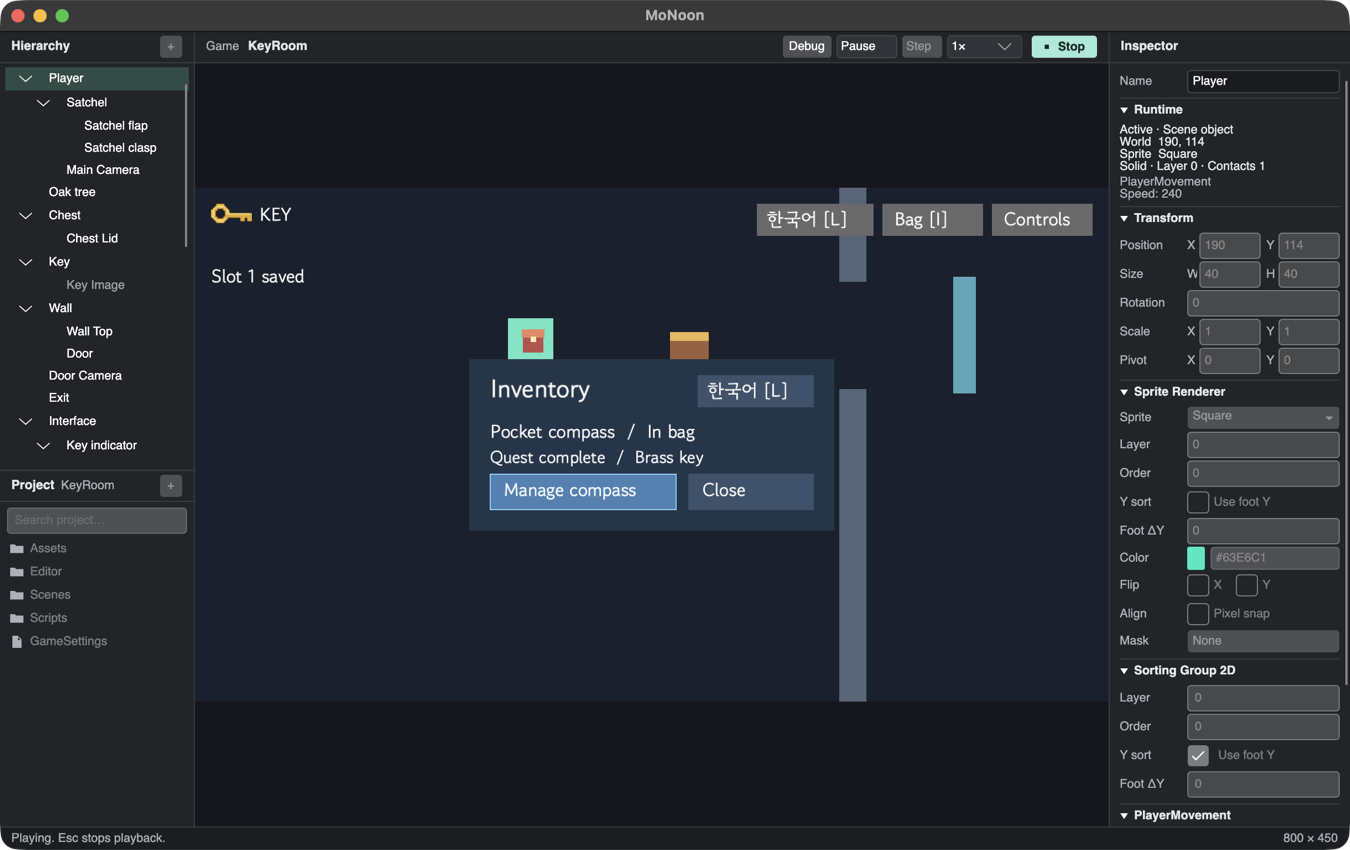 MoNoon
Hierarchy +
Game KeyRoom
Debug Pause Step 1× Stop
Inspector
Player
Satchel
Satchel flap
Satchel clasp
Main Camera
Oak tree
Chest
Chest Lid
Key
Key Image
Wall
Wall Top
Door
Door Camera
Exit
Interface
Key indicator
Project KeyRoom +
Search project...
Assets
Editor
Scenes
Scripts
GameSettings
KEY
한국어 [L] Bag [I] Controls
Slot 1 saved
Inventory 한국어 [L]
Pocket compass / In bag
Quest complete / Brass key
Manage compass Close
Name Player
Runtime
Active · Scene object
World 190, 114
Sprite Square
Solid · Layer 0 · Contacts 1
PlayerMovement
Speed: 240
Transform
Position X 190 Y 114
Size W 40 H 40
Rotation 0
Scale X 1 Y 1
Pivot X 0 Y 0
Sprite Renderer
Sprite Square
Layer 0
Order 0
Y sort Use foot Y
Foot ΔY 0
Color #63E6C1
Flip X Y
Align Pixel snap
Mask None
Sorting Group 2D
Layer 0
Order 0
Y sort Use foot Y
Foot ΔY 0
PlayerMovement
Playing. Esc stops playback.
800 × 450